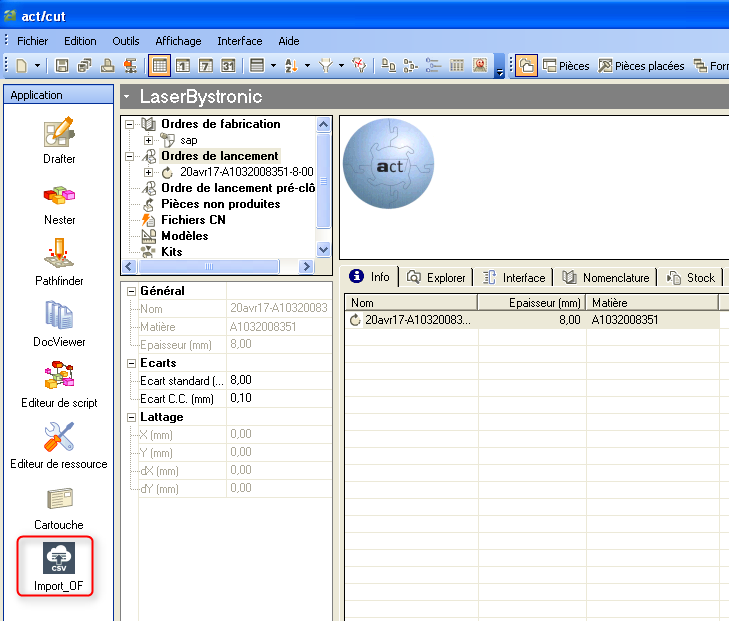 act/cut
Fichier Edition Outils Affichage Interface Aide
1 7 31 Pièces Pièces placées Forr
Application
LaserBystronic
Drafter
Nester
Pathfinder
DocViewer
Editeur de script
Editeur de ressource
Cartouche
CSV
Import_OF
Ordres de fabrication
sap
Ordres de lancement
20avr17-A1032008351-8-00
Ordre de lancement pré-clô
Pièces non produites
Fichiers CN
Modèles
Kits
Général
Nom 20avr17-A10320083
Matière A1032008351
Epaisseur (mm) 8,00
Ecarts
Ecart standard (... 8,00
Ecart C.C. (mm) 0,10
Lattage
X (mm) 0,00
Y (mm) 0,00
dX (mm) 0,00
dY (mm) 0,00
act
Info Explorer Interface Nomenclature Stock
Nom Epaisseur (mm) Matière
20avr17-A10320083... 8,00 A1032008351